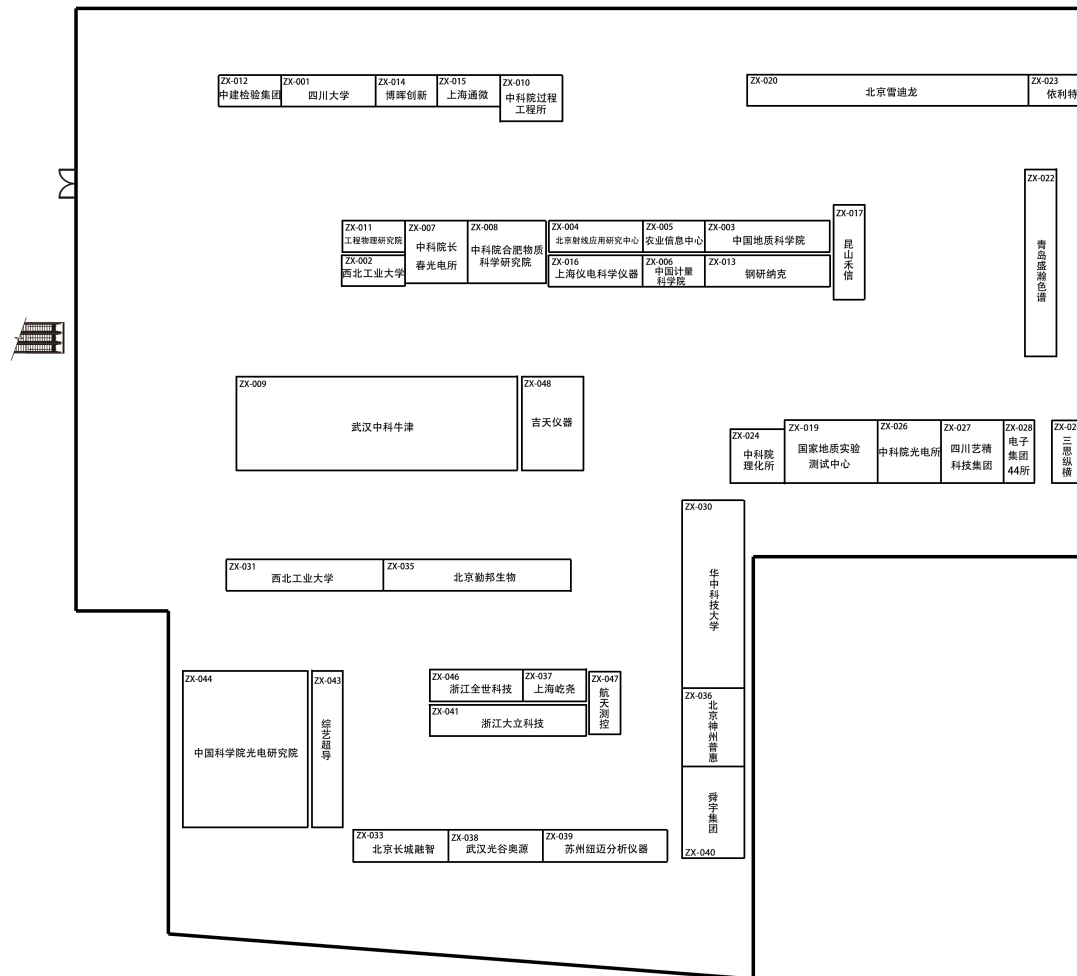 ZX-012
中建检验集团
ZX-001
四川大学
ZX-014
博晖创新
ZX-015
上海通微
ZX-010
中科院过程
工程所
ZX-020
北京雪迪龙
ZX-023
依利特
ZX-022
青岛盛瀚色谱
ZX-011
工程物理研究院
ZX-007
中科院长
春光电所
ZX-008
中科院合肥物质
科学研究院
ZX-004
北京射线应用研究中心
ZX-005
农业信息中心
ZX-003
中国地质科学院
ZX-017
昆山禾信
ZX-002
西北工业大学
ZX-016
上海仪电科学仪器
ZX-006
中国计量
科学院
ZX-013
钢研纳克
ZX-009
武汉中科牛津
ZX-048
吉天仪器
ZX-024
中科院
理化所
ZX-019
国家地质实验
测试中心
ZX-026
中科院光电所
ZX-027
四川艺精
科技集团
ZX-028
电子
集团
44所
ZX-02
三思纵横
ZX-030
华中科技大学
ZX-031
西北工业大学
ZX-035
北京勤邦生物
ZX-044
中国科学院光电研究院
ZX-043
综艺超导
ZX-046
浙江全世科技
ZX-037
上海屹尧
ZX-047
航天测控
ZX-041
浙江大立科技
ZX-036
北京神州普惠
舜宇集团
ZX-040
ZX-033
北京长城融智
ZX-038
武汉光谷奥源
ZX-039
苏州纽迈分析仪器